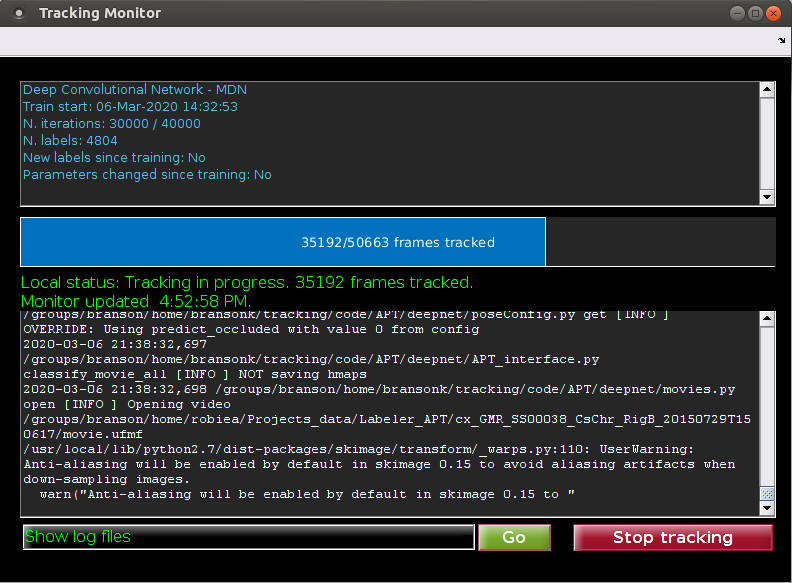 Tracking Monitor
Deep Convolutional Network - MDN
Train start: 06-Mar-2020 14:32:53
N. iterations: 30000 / 40000
N. labels: 4804
New labels since training: No
Parameters changed since training: No
35192/50663 frames tracked
Local status: Tracking in progress. 35192 frames tracked.
Monitor updated  4:52:58 PM.
/groups/branson/home/bransonk/tracking/code/APT/deepnet/poseConfig.py get [INFO ]
OVERRIDE: Using predict_occluded with value 0 from config
2020-03-06 21:38:32,697
/groups/branson/home/bransonk/tracking/code/APT/deepnet/APT_interface.py
classify_movie_all [INFO ] NOT saving hmaps
2020-03-06 21:38:32,698 /groups/branson/home/bransonk/tracking/code/APT/deepnet/movies.py
open [INFO ] Opening video
/groups/branson/home/robiea/Projects_data/Labeler_APT/cx_GMR_SS00038_CsChr_RigB_20150729T15
0617/movie.ufmf
/usr/local/lib/python2.7/dist-packages/skimage/transform/_warps.py:110: UserWarning:
Anti-aliasing will be enabled by default in skimage 0.15 to avoid aliasing artifacts when
down-sampling images.
  warn("Anti-aliasing will be enabled by default in skimage 0.15 to "
Show log files
Go
Stop tracking